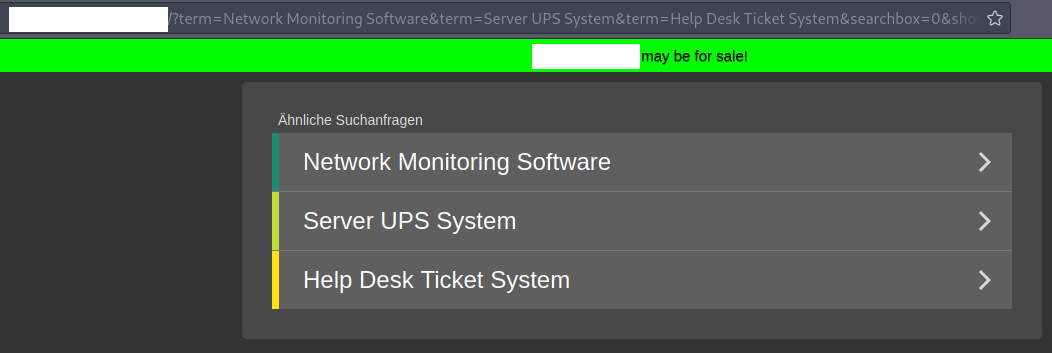 /?term=Network Monitoring Software&term=Server UPS System&term=Help Desk Ticket System&searchbox=0&sho
may be for sale!
Ähnliche Suchanfragen
Network Monitoring Software
Server UPS System
Help Desk Ticket System